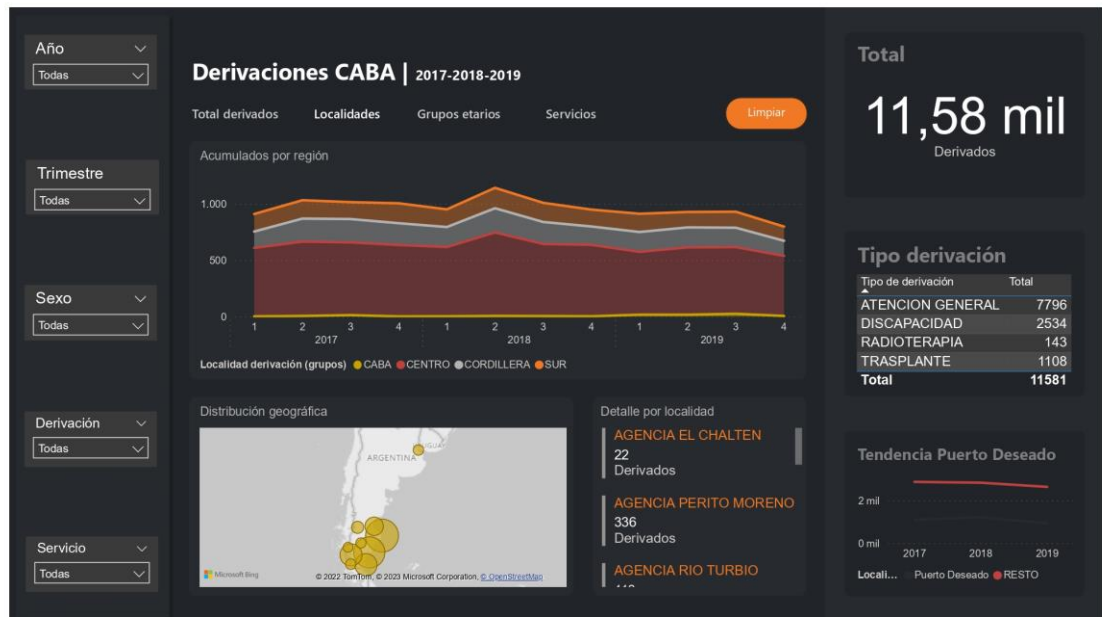 Año
Todas
Trimestre
Todas
Sexo
Todas
Derivación
Todas
Servicio
Todas
Derivaciones CABA | 2017-2018-2019
Total derivados Localidades Grupos etarios Servicios Limpiar
Acumulados por región
1.000
500
0
1 2 3 4 1 2 3 4 1 2 3 4
2017 2018 2019
Localidad derivación (grupos) CABA CENTRO CORDILLERA SUR
Distribución geográfica
ARGENTINA
Microsoft Bing
© 2022 TomTom, © 2023 Microsoft Corporation, © OpenStreetMap
Detalle por localidad
AGENCIA EL CHALTEN
22
Derivados
AGENCIA PERITO MORENO
336
Derivados
AGENCIA RIO TURBIO
Total
11,58 mil
Derivados
Tipo derivación
Tipo de derivación Total
ATENCION GENERAL 7796
DISCAPACIDAD 2534
RADIOTERAPIA 143
TRASPLANTE 1108
Total 11581
Tendencia Puerto Deseado
2 mil
0 mil
2017 2018 2019
Locali... Puerto Deseado RESTO